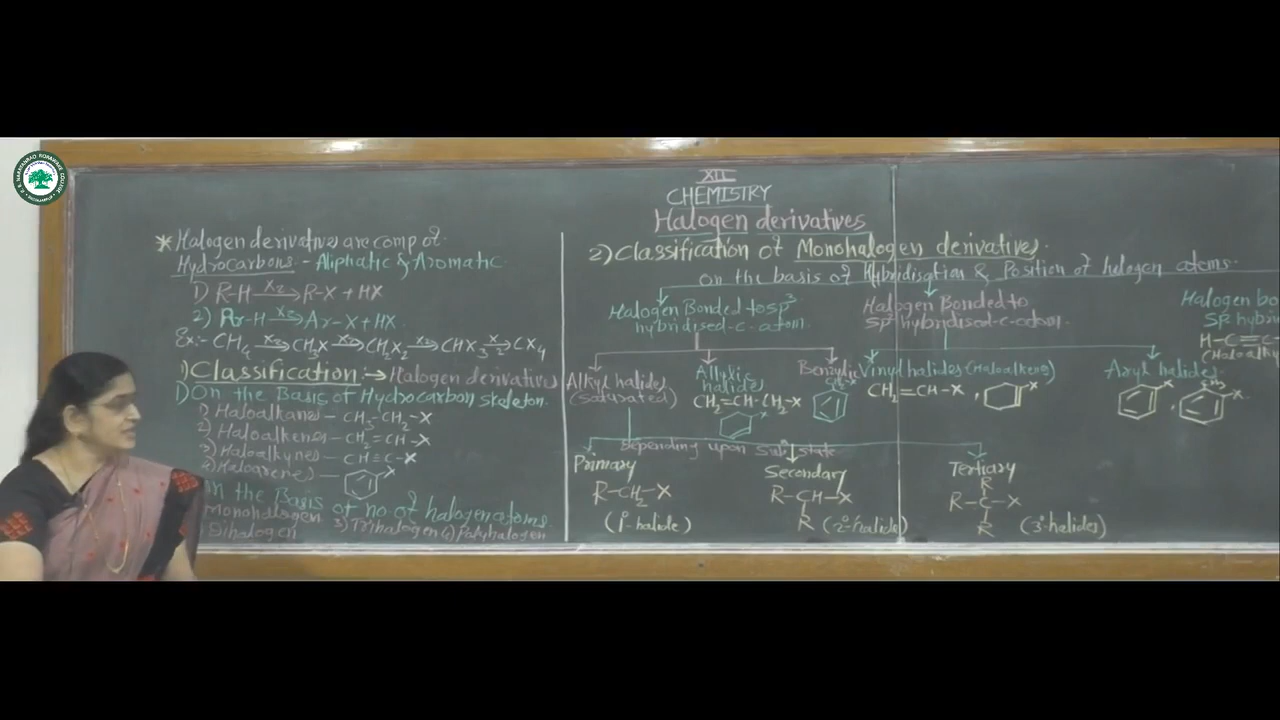 XII
CHEMISTRY
Halogen derivatives
* Halogen derivative are comp of.
Hydrocarbons - Aliphatic & Aromatic
1) R-H X₂→ R-X + HX
2) Ar-H X₂→ Ar-X + HX.
Ex:- CH₄ X₂→ CH₃X X₂→ CH₂X₂ X₂→ CHX₃ X₂→ CX₄
1) Classification :→ Halogen derivatives
1) On the Basis of Hydrocarbon skeleton.
1) Haloalkane - CH₃-CH₂-X
2) Haloalkenes - CH₂=CH-X
3) Haloalkynes - CH≡C-X
4) Haloarenes - X
On the Basis of no of halogen atoms.
Monohalogen
Dihalogen 3) Trihalogen 4) Polyhalogen
2) Classification of Monohalogen derivatives.
on the basis of Hybridisation & Position of halogen atoms.
Halogen Bonded to sp³
hybridised-c-atom.
Halogen Bonded to
sp² hybridised-c-atom.
Halogen bo
SP hybri
H-C≡C-
(Haloalk
Alkyl halides
(saturated)
Allylic
halides
CH₂=CH-CH₂-X
X
Benzylic
Vinyl halides (Haloalkene)
CH₂=CH-X , X
Aryl halides
X , CH₃ X
Depending upon
Primary
R-CH₂-X
(1°-halide)
Secondary
R-CH-X
R (2°-halide)
Tertiary
R
R-C-X
R (3°-halides)